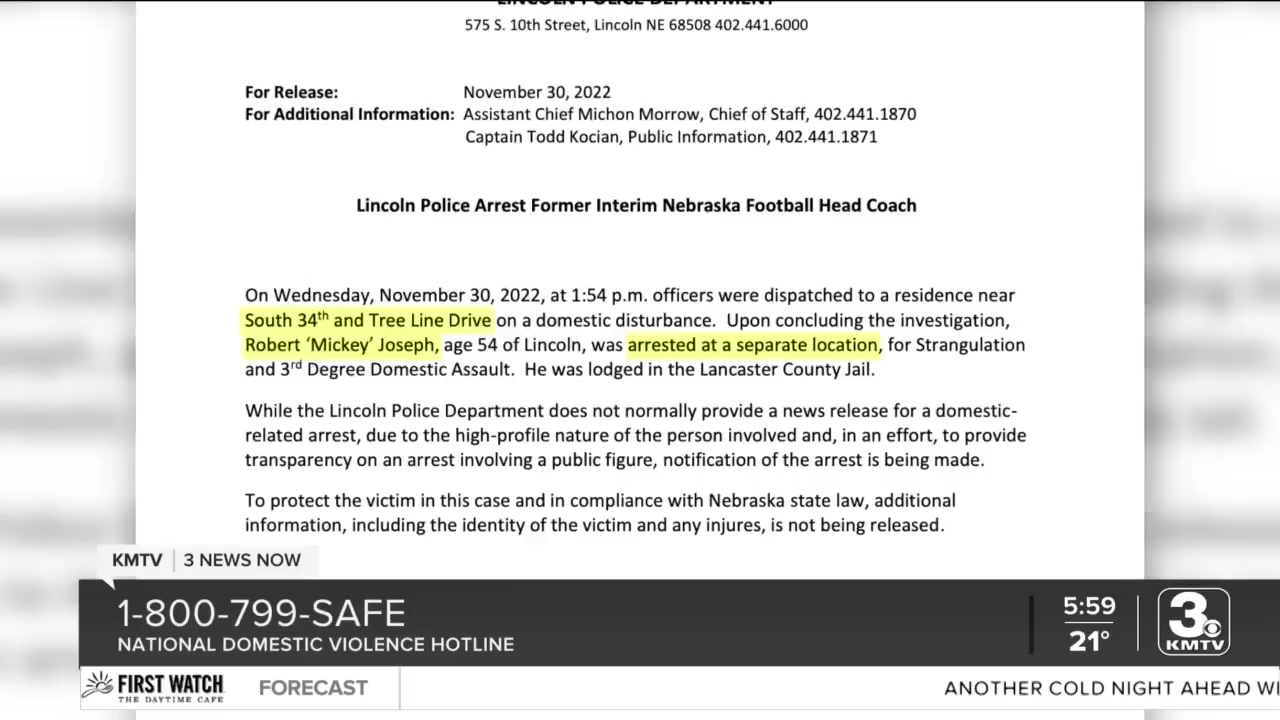 LINCOLN POLICE DEPARTMENT
575 S. 10th Street, Lincoln NE 68508 402.441.6000
For Release: November 30, 2022
For Additional Information: Assistant Chief Michon Morrow, Chief of Staff, 402.441.1870
Captain Todd Kocian, Public Information, 402.441.1871
Lincoln Police Arrest Former Interim Nebraska Football Head Coach
On Wednesday, November 30, 2022, at 1:54 p.m. officers were dispatched to a residence near
South 34th and Tree Line Drive on a domestic disturbance. Upon concluding the investigation,
Robert ‘Mickey’ Joseph, age 54 of Lincoln, was arrested at a separate location, for Strangulation
and 3rd Degree Domestic Assault. He was lodged in the Lancaster County Jail.
While the Lincoln Police Department does not normally provide a news release for a domestic-
related arrest, due to the high-profile nature of the person involved and, in an effort, to provide
transparency on an arrest involving a public figure, notification of the arrest is being made.
To protect the victim in this case and in compliance with Nebraska state law, additional
information, including the identity of the victim and any injures, is not being released.
KMTV | 3 NEWS NOW
1-800-799-SAFE
NATIONAL DOMESTIC VIOLENCE HOTLINE
5:59
21°
3
KMTV
FIRST WATCH
THE DAYTIME CAFE
FORECAST
ANOTHER COLD NIGHT AHEAD WI